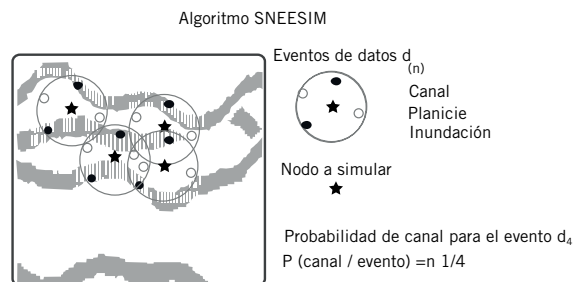 Algoritmo SNEESIM
Eventos de datos d
(n)
Canal
Planicie
Inundación
Nodo a simular
Probabilidad de canal para el evento d₄
P (canal / evento) =n 1/4